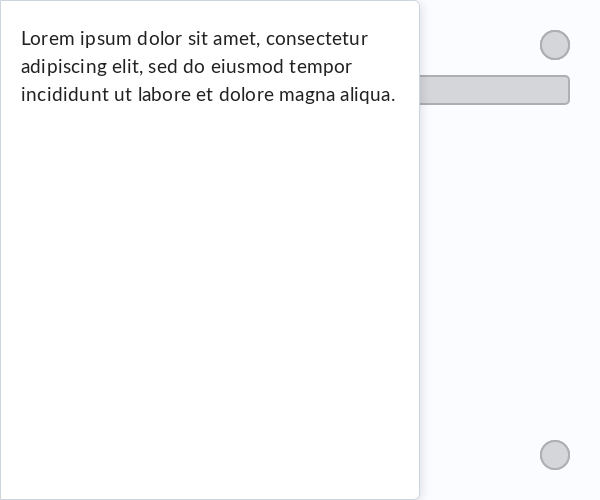 Lorem ipsum dolor sit amet, consectetur
adipiscing elit, sed do eiusmod tempor
incididunt ut labore et dolore magna aliqua.